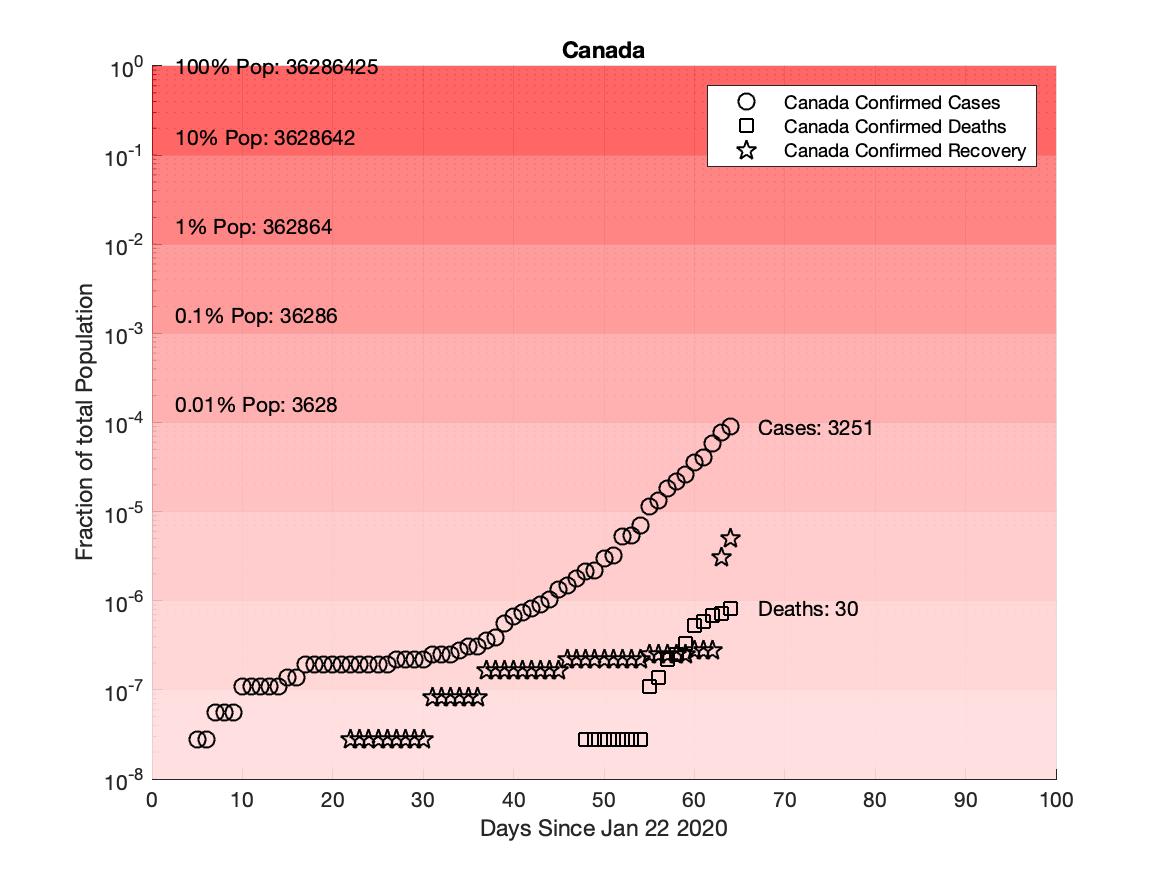 Canada
10^0
100% Pop: 36286425
Canada Confirmed Cases
Canada Confirmed Deaths
Canada Confirmed Recovery
10% Pop: 3628642
10^-1
1% Pop: 362864
10^-2
0.1% Pop: 36286
10^-3
0.01% Pop: 3628
10^-4
Cases: 3251
10^-5
10^-6
Deaths: 30
10^-7
10^-8
Fraction of total Population
0 10 20 30 40 50 60 70 80 90 100
Days Since Jan 22 2020